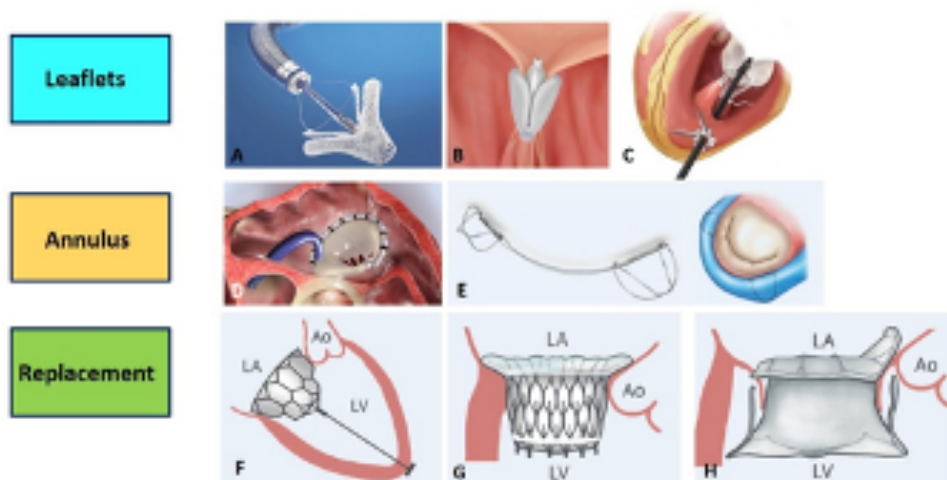 Leaflets
A
B
C
Annulus
D
E
Replacement
LA
Ao
LV
F
LA
Ao
G
LV
LA
Ao
H
LV